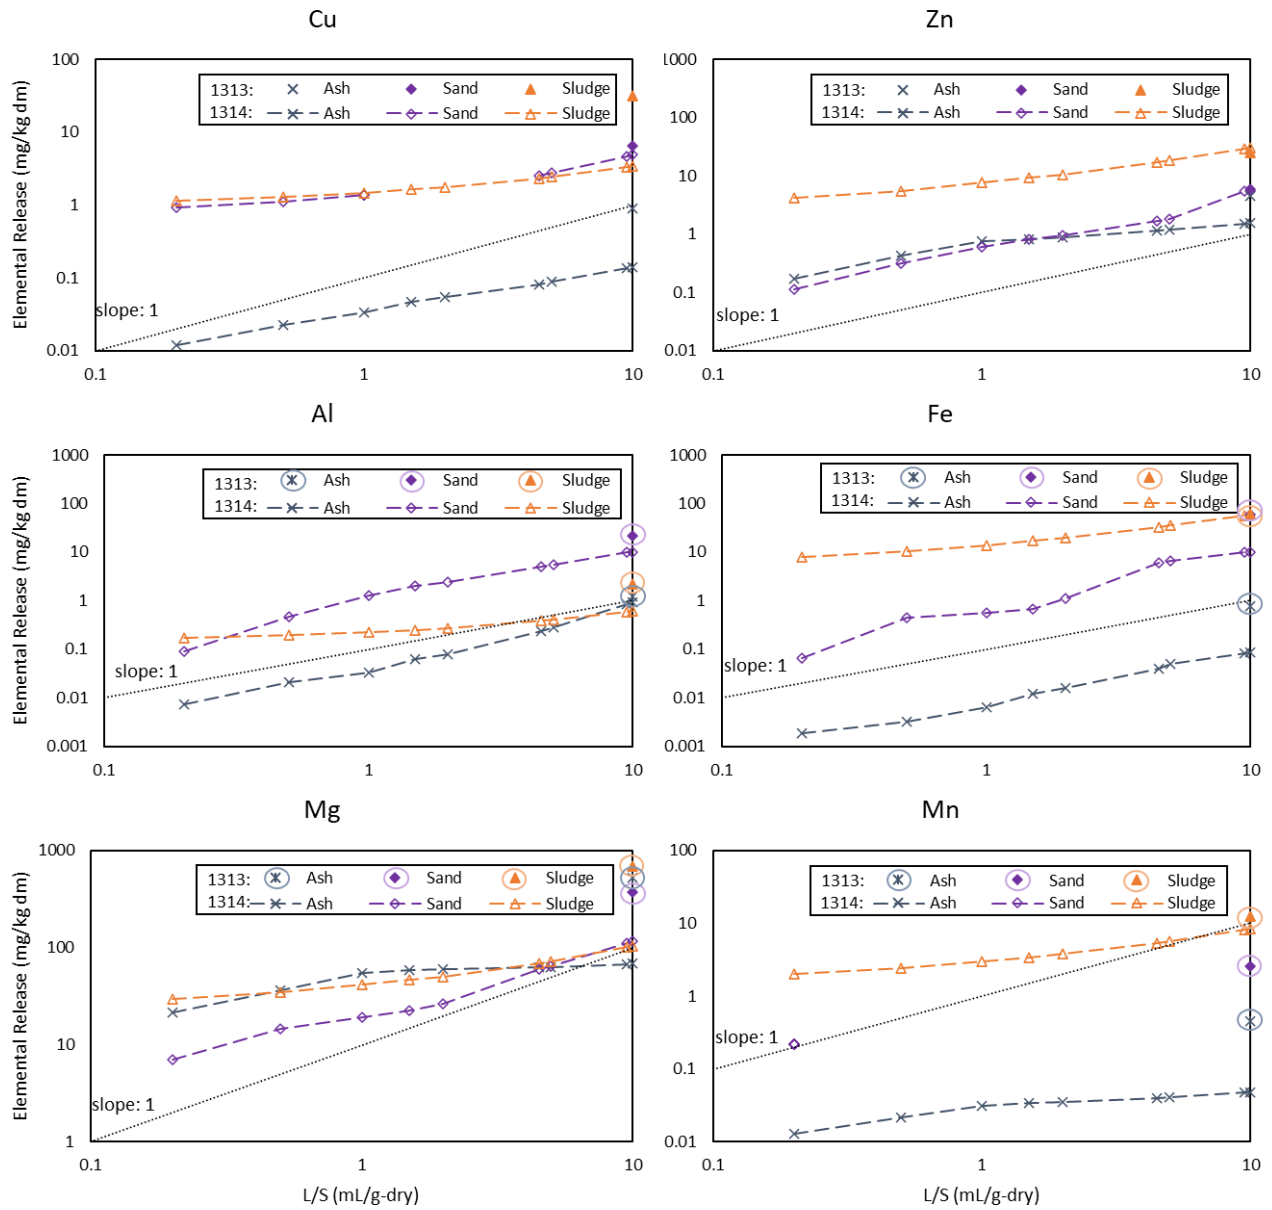 Cu
Elemental Release (mg/kg dm)
100
10
1
0.1
0.01
1313: Ash Sand Sludge
1314: Ash Sand Sludge
slope: 1
0.1 1 10
Zn
1000
100
10
1
0.1
0.01
1313: Ash Sand Sludge
1314: Ash Sand Sludge
slope: 1
0.1 1 10
Al
Elemental Release (mg/kg dm)
1000
100
10
1
0.1
0.01
0.001
1313: Ash Sand Sludge
1314: Ash Sand Sludge
slope: 1
0.1 1 10
Fe
1000
100
10
1
0.1
0.01
0.001
1313: Ash Sand Sludge
1314: Ash Sand Sludge
slope: 1
0.1 1 10
Mg
Elemental Release (mg/kg dm)
1000
100
10
1
1313: Ash Sand Sludge
1314: Ash Sand Sludge
slope: 1
0.1 1 10
L/S (mL/g-dry)
Mn
100
10
1
0.1
0.01
1313: Ash Sand Sludge
1314: Ash Sand Sludge
slope: 1
0.1 1 10
L/S (mL/g-dry)